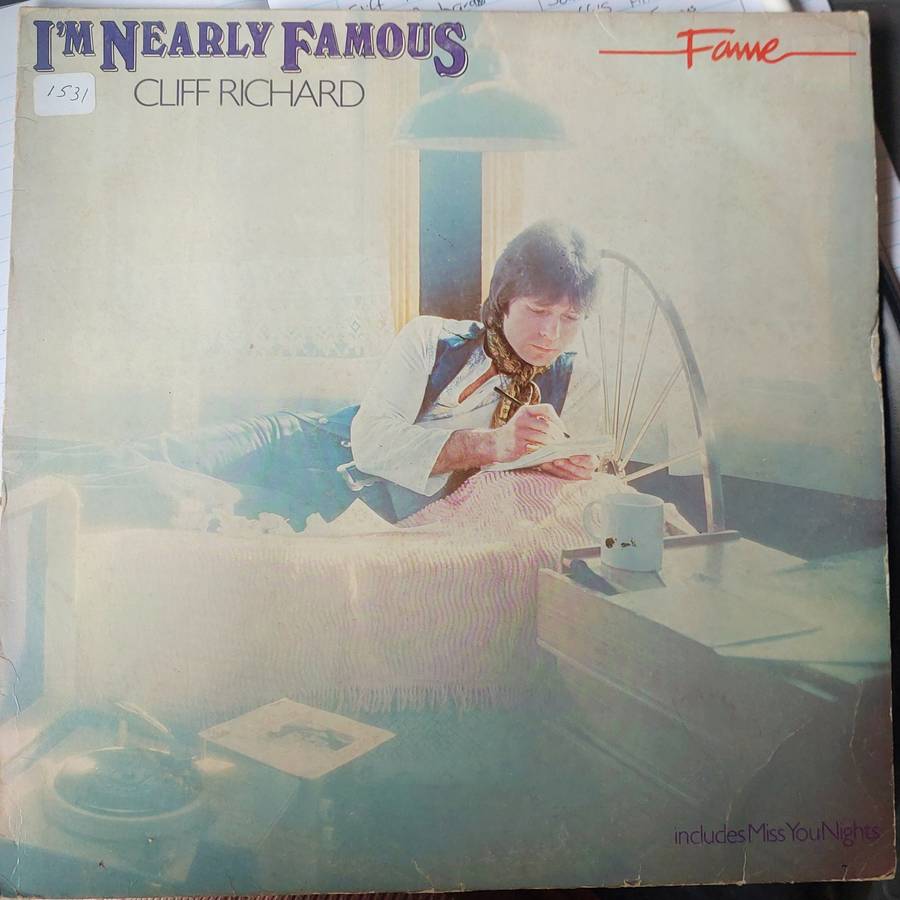 I'M NEARLY FAMOUS
CLIFF RICHARD
Fame
1531
includes Miss You Nights